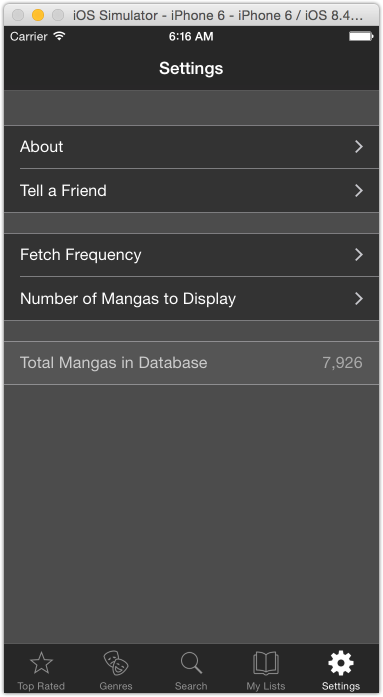 iOS Simulator - iPhone 6 - iPhone 6 / iOS 8.4...
Carrier 6:16 AM
Settings
About
Tell a Friend
Fetch Frequency
Number of Mangas to Display
Total Mangas in Database 7,926
Top Rated Genres Search My Lists Settings